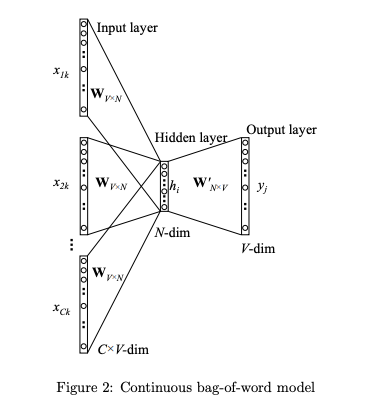 Input layer
x1k
WV×N
Hidden layer
Output layer
x2k
WV×N
hi
W'N×V
yj
N-dim
V-dim
WV×N
xCk
C×V-dim
Figure 2: Continuous bag-of-word model